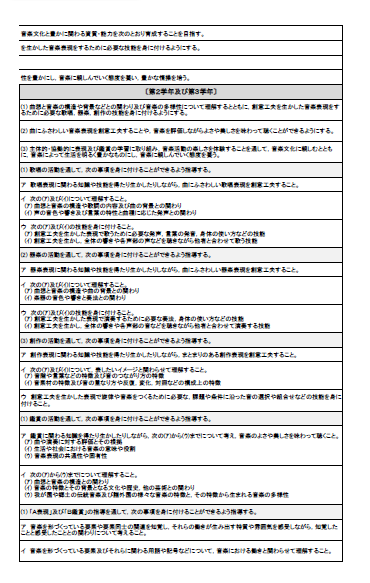 音楽文化と豊かに関わる資質・能力を次のとおり育成することを目指す。
を生かした音楽表現をするために必要な技能を身に付けるようにする。
性を豊かにし、音楽に親しんでいく態度を養い、豊かな情操を培う。
〔第2学年及び第3学年〕
(1) 曲想と音楽の構造や背景などとの関わり及び音楽の多様性について理解するとともに、創意工夫を生かした音楽表現をす
るために必要な歌唱、器楽、創作の技能を身に付けるようにする。
(2) 曲にふさわしい音楽表現を創意工夫することや、音楽を評価しながらよさや美しさを味わって聴くことができるようにする。
(3) 主体的・協働的に表現及び鑑賞の学習に取り組み、音楽活動の楽しさを体験することを通して、音楽文化に親しむととも
に、音楽によって生活を明るく豊かなものにし、音楽に親しんでいく態度を養う。
(1) 歌唱の活動を通して、次の事項を身に付けることができるよう指導する。
ア 歌唱表現に関わる知識や技能を得たり生かしたりしながら、曲にふさわしい歌唱表現を創意工夫すること。
イ 次の(ア)及び(イ)について理解すること。
(ア) 曲想と音楽の構造や歌詞の内容及び曲の背景との関わり
(イ) 声の音色や響き及び言葉の特性と曲種に応じた発声との関わり
ウ 次の(ア)及び(イ)の技能を身に付けること。
(ア) 創意工夫を生かした表現で歌うために必要な発声、言葉の発音、身体の使い方などの技能
(イ) 創意工夫を生かし、全体の響きや各声部の声などを聴きながら他者と合わせて歌う技能
(2) 器楽の活動を通して、次の事項を身に付けることができるよう指導する。
ア 器楽表現に関わる知識や技能を得たり生かしたりしながら、曲にふさわしい器楽表現を創意工夫すること。
イ 次の(ア)及び(イ)について理解すること。
(ア) 曲想と音楽の構造や曲の背景との関わり
(イ) 楽器の音色や響きと奏法との関わり
ウ 次の(ア)及び(イ)の技能を身に付けること。
(ア) 創意工夫を生かした表現で演奏するために必要な奏法、身体の使い方などの技能
(イ) 創意工夫を生かし、全体の響きや各声部の音などを聴きながら他者と合わせて演奏する技能
(3) 創作の活動を通して、次の事項を身に付けることができるよう指導する。
ア 創作表現に関わる知識や技能を得たり生かしたりしながら、まとまりのある創作表現を創意工夫すること。
イ 次の(ア)及び(イ)について、表したいイメージと関わらせて理解すること。
(ア) 音階や言葉などの特徴及び音のつながり方の特徴
(イ) 音素材の特徴及び音の重なり方や反復、変化、対照などの構成上の特徴
ウ 創意工夫を生かした表現で旋律や音楽をつくるために必要な、課題や条件に沿った音の選択や組合せなどの技能を身に
付けること。
(1) 鑑賞の活動を通して、次の事項を身に付けることができるよう指導する。
ア 鑑賞に関わる知識を得たり生かしたりしながら、次の(ア)から(ウ)までについて考え、音楽のよさや美しさを味わって聴くこと。
(ア) 曲や演奏に対する評価とその根拠
(イ) 生活や社会における音楽の意味や役割
(ウ) 音楽表現の共通性や固有性
イ 次の(ア)から(ウ)までについて理解すること。
(ア) 曲想と音楽の構造との関わり
(イ) 音楽の特徴とその背景となる文化や歴史、他の芸術との関わり
(ウ) 我が国や郷土の伝統音楽及び諸外国の様々な音楽の特徴と、その特徴から生まれる音楽の多様性
(1) 「A表現」及び「B鑑賞」の指導を通して、次の事項を身に付けることができるよう指導する。
ア 音楽を形づくっている要素や要素同士の関連を知覚し、それらの働きが生み出す特質や雰囲気を感受しながら、知覚した
ことと感受したこととの関わりについて考えること。
イ 音楽を形づくっている要素及びそれらに関わる用語や記号などについて、音楽における働きと関わらせて理解すること。